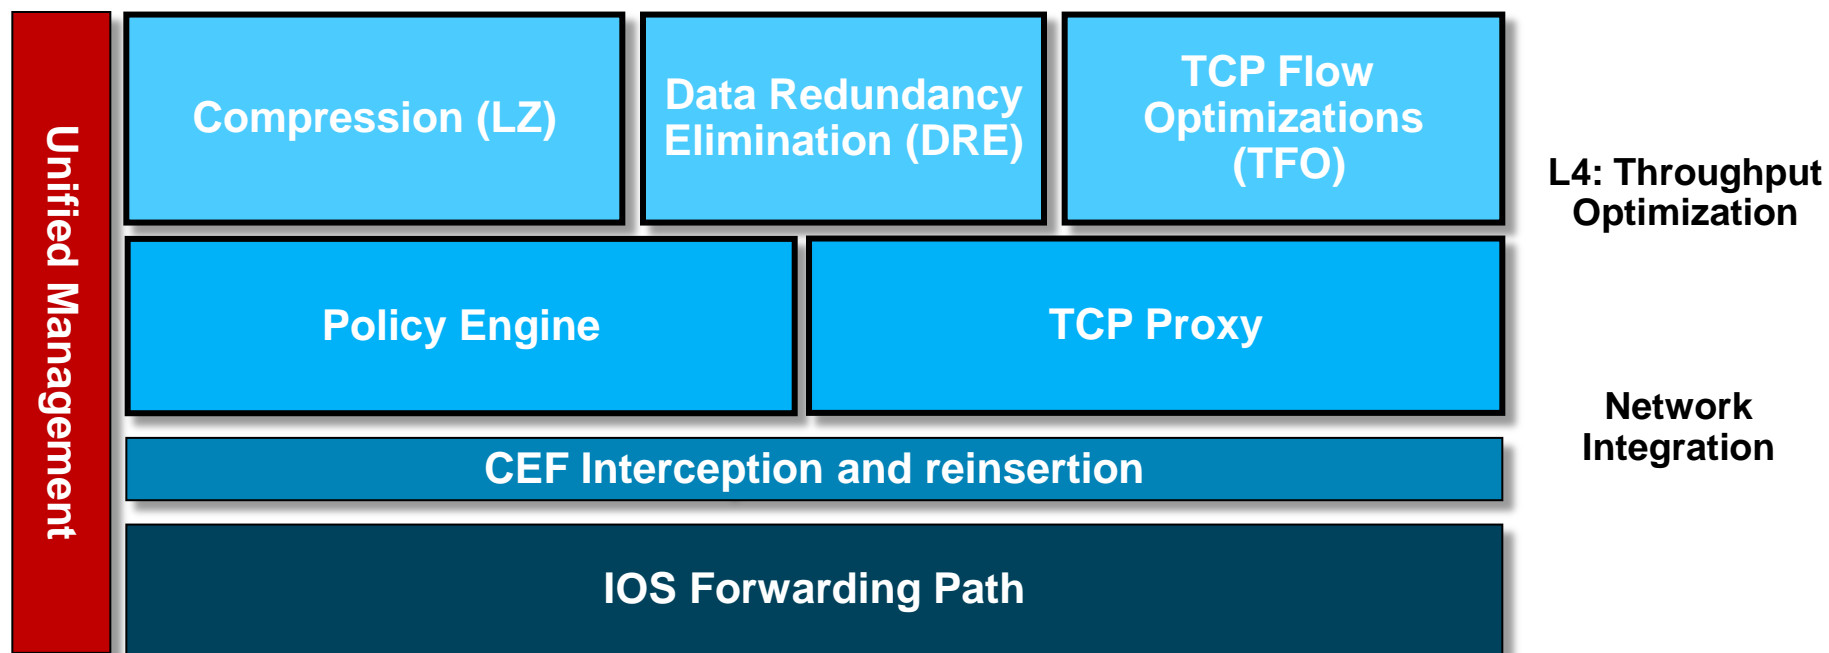 Unified Management
Compression (LZ)
Data Redundancy
Elimination (DRE)
TCP Flow
Optimizations
(TFO)
L4: Throughput
Optimization
Policy Engine
TCP Proxy
Network
Integration
CEF Interception and reinsertion
IOS Forwarding Path